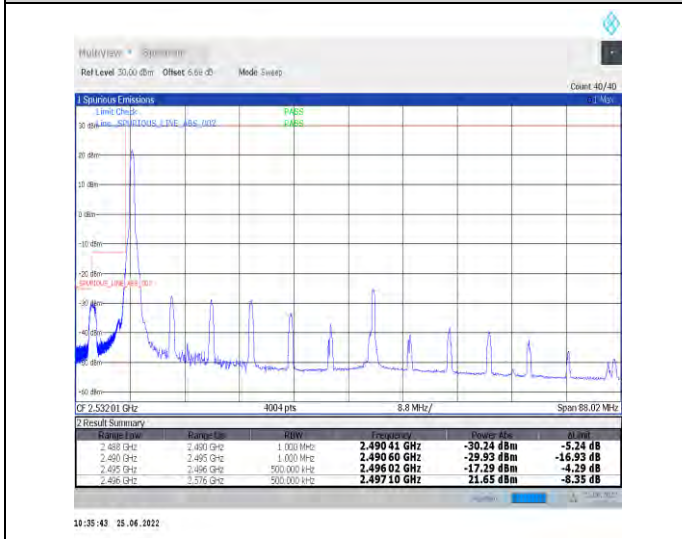 MultiView Spectrum
Ref Level 30.00 dBm Offset 6.68 dB Mode Sweep
Count 40/40
1 Spurious Emissions
Limit Check PASS
30 dBm Line _SPURIOUS_LINE_ABS_002 PASS
20 dBm
10 dBm
0 dBm
-10 dBm
-20 dBm
-30 dBm
-40 dBm
-50 dBm
-60 dBm
CF 2.53201 GHz 4004 pts 8.8 MHz/ Span 88.02 MHz
2 Result Summary
Range Low Range Up RBW Frequency Power Abs ΔLimit
2.488 GHz 2.490 GHz 1.000 MHz 2.490 41 GHz -30.24 dBm -5.24 dB
2.490 GHz 2.495 GHz 1.000 MHz 2.490 60 GHz -29.93 dBm -16.93 dB
2.495 GHz 2.496 GHz 500.000 kHz 2.496 02 GHz -17.29 dBm -4.29 dB
2.496 GHz 2.576 GHz 500.000 kHz 2.497 10 GHz 21.65 dBm -8.35 dB
10:35:43 25.06.2022